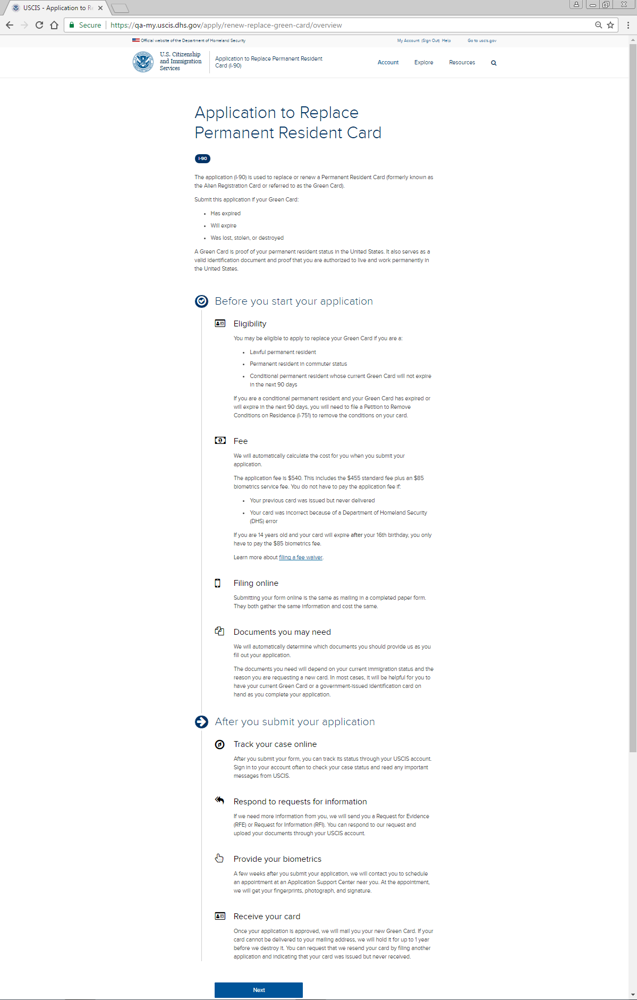 USCIS - Application to Re
Secure
https://qa-my.uscis.dhs.gov/apply/renew-replace-green-card/overview
Official website of the Department of Homeland Security
My Account (Sign Out) Help
Go to uscis.gov
U.S. Citizenship
and Immigration
Services
Application to Replace Permanent Resident
Card (I-90)
Account
Explore
Resources
Application to Replace
Permanent Resident Card
I-90
The application (I-90) is used to replace or renew a Permanent Resident Card (formerly known as
the Alien Registration Card or referred to as the Green Card).
Submit this application if your Green Card:
• Has expired
• Will expire
• Was lost, stolen, or destroyed
A Green Card is proof of your permanent resident status in the United States. It also serves as a
valid identification document and proof that you are authorized to live and work permanently in
the United States.
Before you start your application
Eligibility
You may be eligible to apply to replace your Green Card if you are a:
• Lawful permanent resident
• Permanent resident in commuter status
• Conditional permanent resident whose current Green Card will not expire
in the next 90 days
If you are a conditional permanent resident and your Green Card has expired or
will expire in the next 90 days, you will need to file a Petition to Remove
Conditions on Residence (I-751) to remove the conditions on your card.
Fee
We will automatically calculate the cost for you when you submit your
application.
The application fee is $540. This includes the $455 standard fee plus an $85
biometrics service fee. You do not have to pay the application fee if:
• Your previous card was issued but never delivered
• Your card was incorrect because of a Department of Homeland Security
(DHS) error
If you are 14 years old and your card will expire after your 16th birthday, you only
have to pay the $85 biometrics fee.
Learn more about filing a fee waiver.
Filing online
Submitting your form online is the same as mailing in a completed paper form.
They both gather the same information and cost the same.
Documents you may need
We will automatically determine which documents you should provide us as you
fill out your application.
The documents you need will depend on your current immigration status and the
reason you are requesting a new card. In most cases, it will be helpful for you to
have your current Green Card or a government-issued identification card on
hand as you complete your application.
After you submit your application
Track your case online
After you submit your form, you can track its status through your USCIS account.
Sign in to your account often to check your case status and read any important
messages from USCIS.
Respond to requests for information
If we need more information from you, we will send you a Request for Evidence
(RFE) or Request for Information (RFI). You can respond to our request and
upload your documents through your USCIS account.
Provide your biometrics
A few weeks after you submit your application, we will contact you to schedule
an appointment at an Application Support Center near you. At the appointment,
we will get your fingerprints, photograph, and signature.
Receive your card
Once your application is approved, we will mail you your new Green Card. If your
card cannot be delivered to your mailing address, we will hold it for up to 1 year
before we destroy it. You can request that we resend your card by filing another
application and indicating that your card was issued but never received.
Next